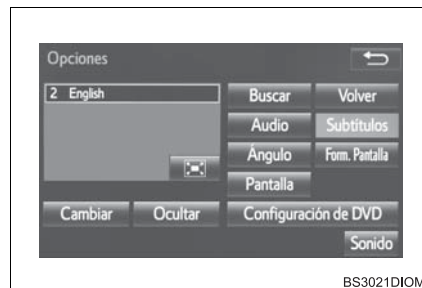 Opciones
2 English
Buscar Volver
Audio Subtítulos
Ángulo Form. Pantalla
Pantalla
Cambiar Ocultar Configuración de DVD
Sonido
BS3021DIOM